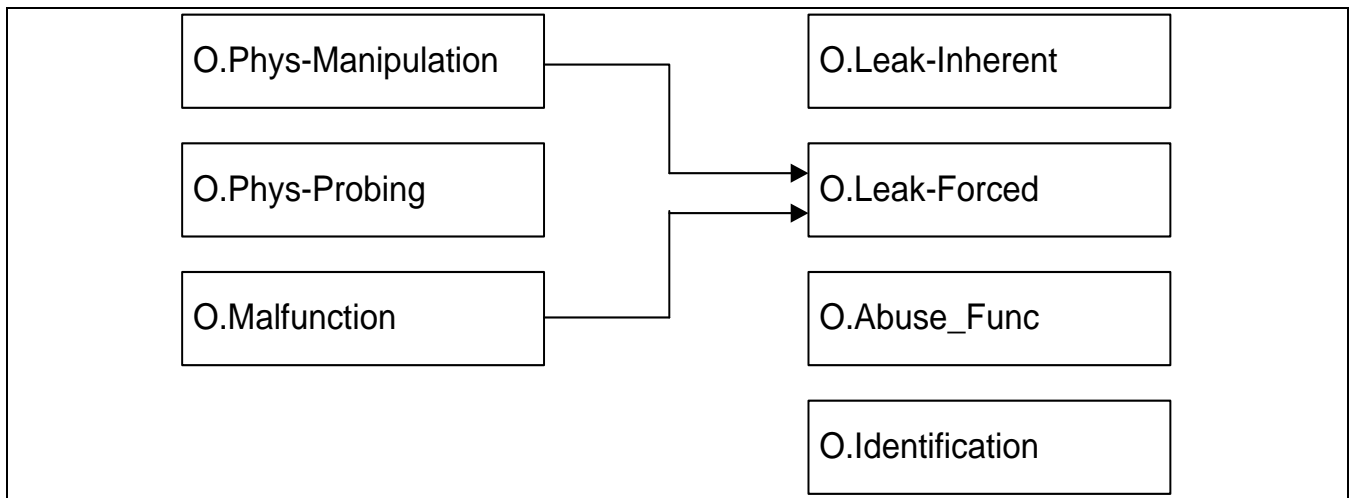 O.Phys-Manipulation
O.Leak-Inherent
O.Phys-Probing
O.Leak-Forced
O.Malfunction
O.Abuse_Func
O.Identification